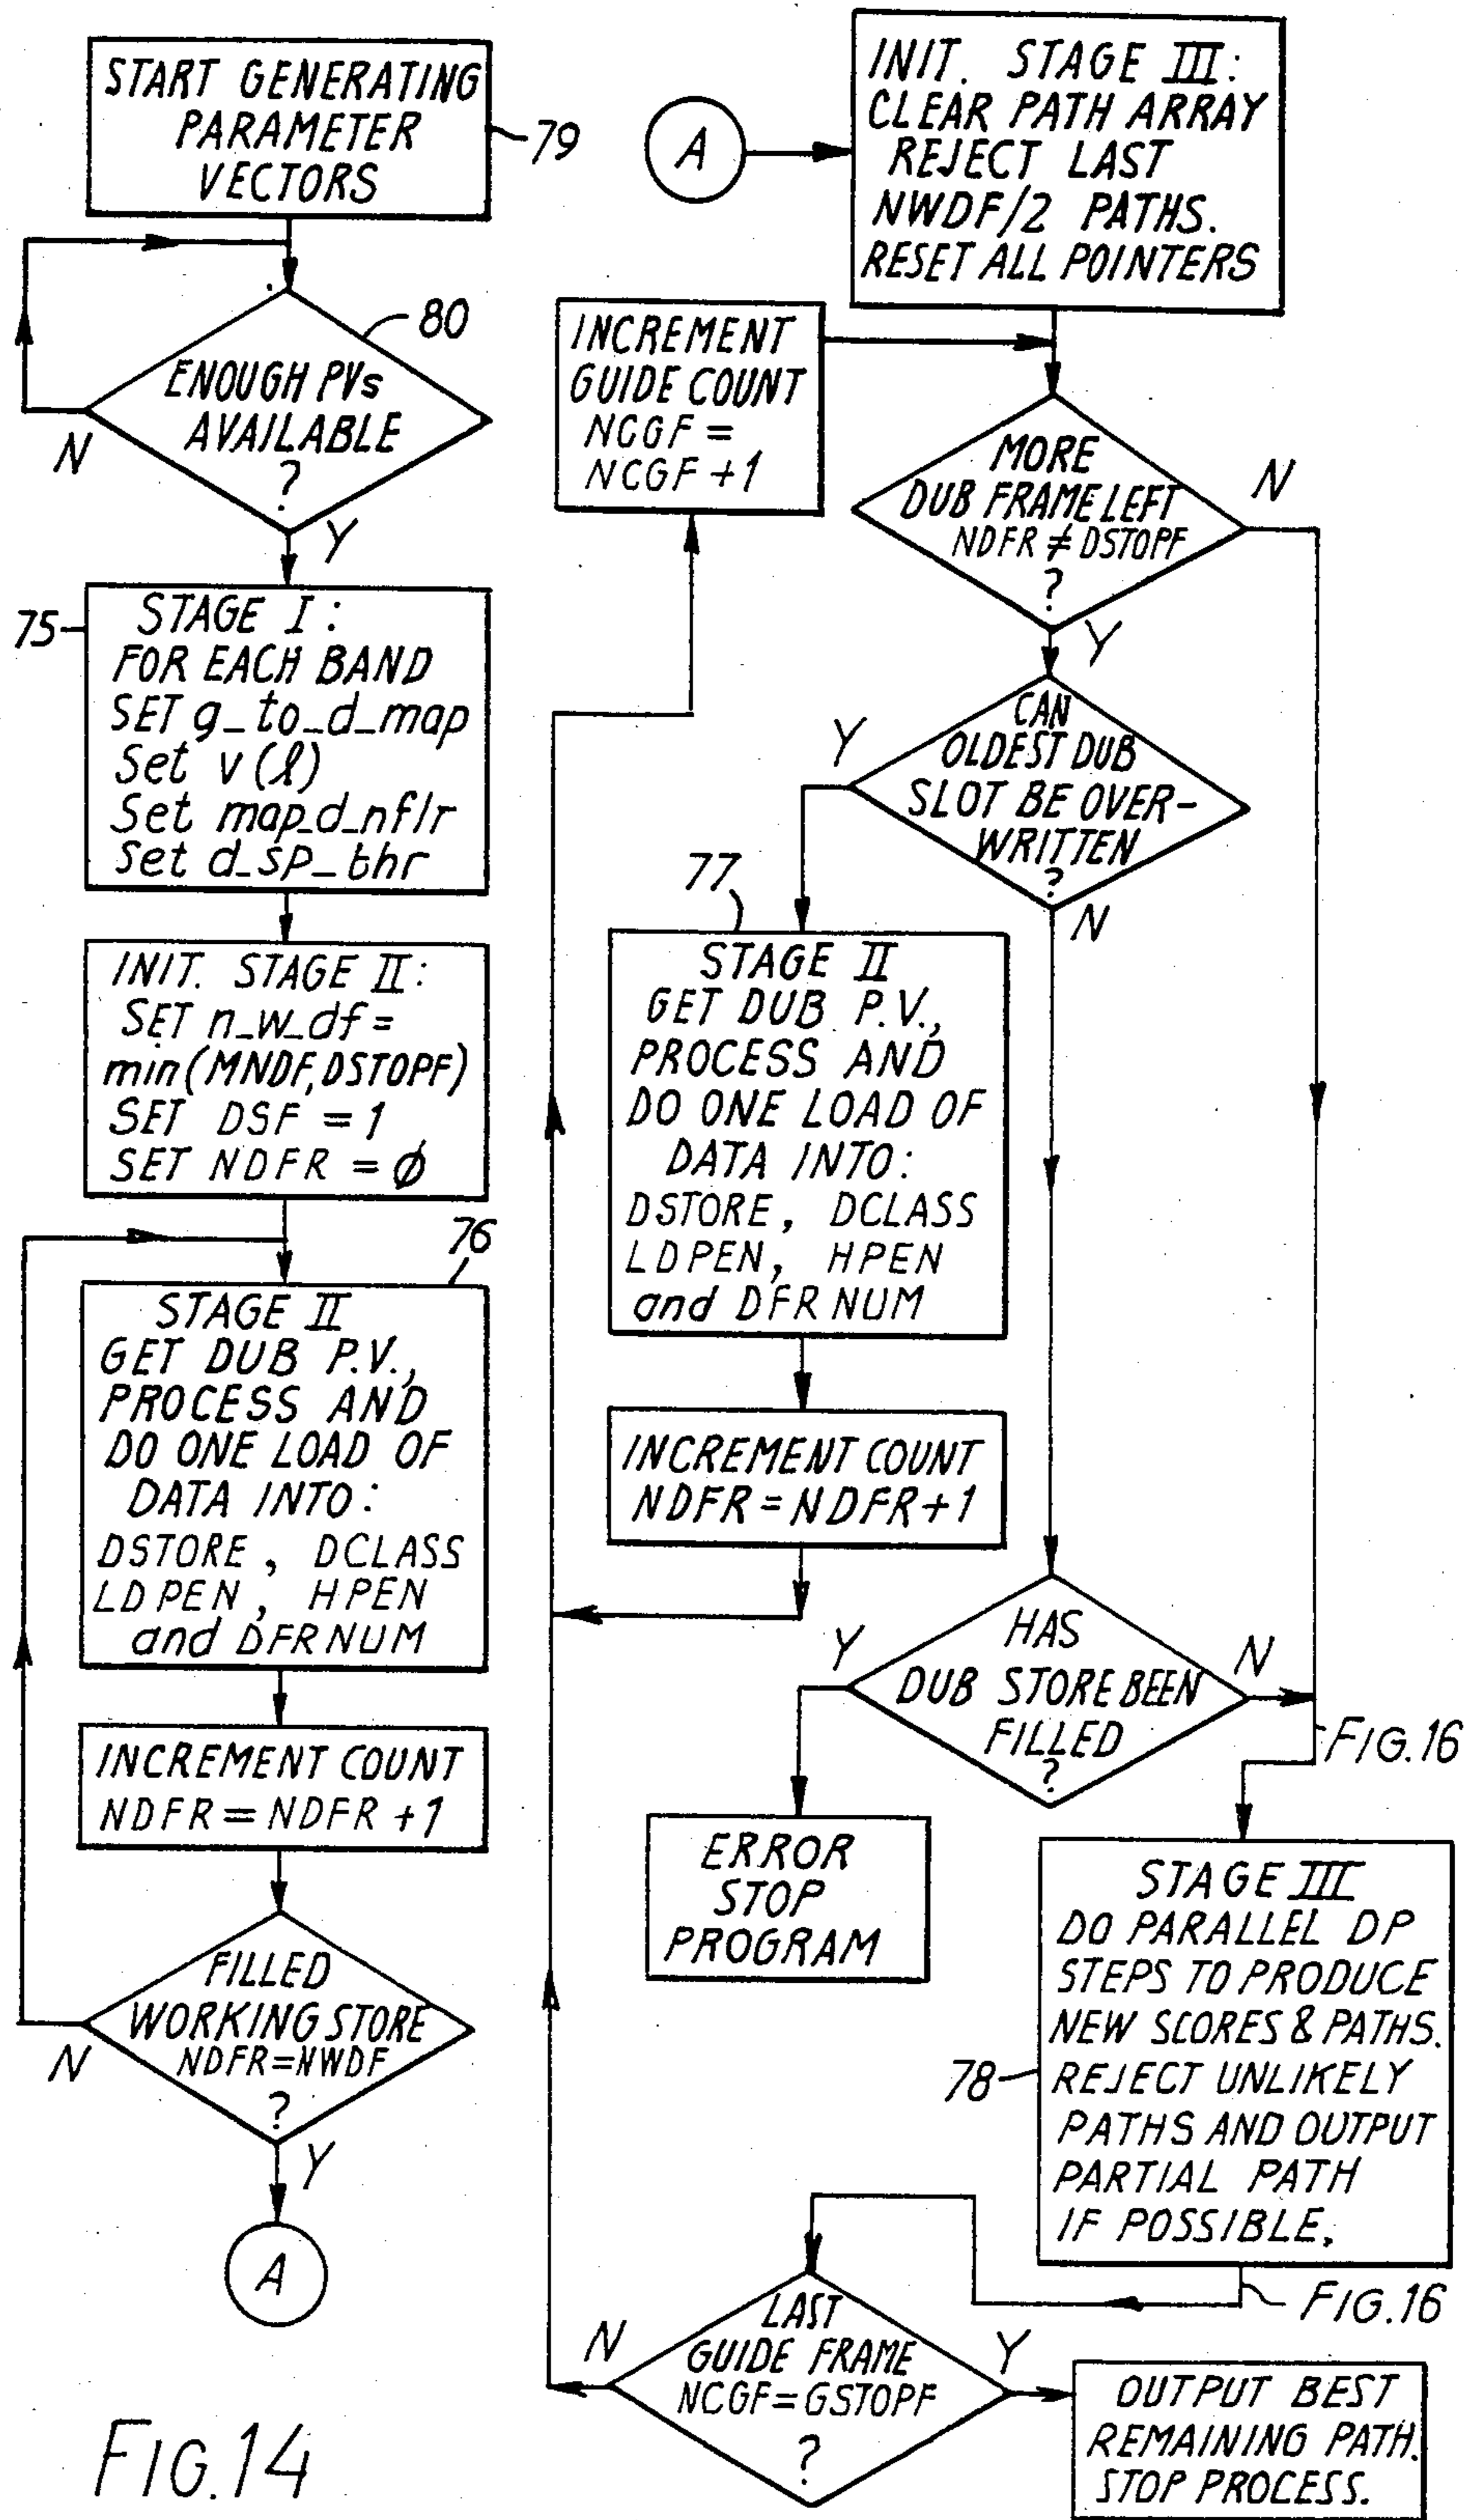 START GENERATING
PARAMETER
VECTORS
79
80
ENOUGH PVs
AVAILABLE
?
N
Y
75
STAGE I :
FOR EACH BAND
SET g_to_d_map
Set v(ℓ)
Set map_d_nflr
Set d_sp_thr
INIT. STAGE II :
SET n_w_df =
min(MNDF,DSTOPF)
SET DSF = 1
SET NDFR = ϕ
76
STAGE II
GET DUB P.V.,
PROCESS AND
DO ONE LOAD OF
DATA INTO :
DSTORE , DCLASS
LDPEN , HPEN
and DFRNUM
INCREMENT COUNT
NDFR = NDFR +1
FILLED
WORKING STORE
NDFR=NWDF
?
N
Y
A
A
INIT. STAGE III :
CLEAR PATH ARRAY
REJECT LAST
NWDF/2 PATHS.
RESET ALL POINTERS
INCREMENT
GUIDE COUNT
NCGF =
NCGF +1
MORE
DUB FRAME LEFT
NDFR ≠ DSTOPF
?
N
Y
CAN
OLDEST DUB
SLOT BE OVER-
WRITTEN
?
Y
N
77
STAGE II
GET DUB P.V.,
PROCESS AND
DO ONE LOAD OF
DATA INTO :
DSTORE , DCLASS
LDPEN, HPEN
and DFRNUM
INCREMENT COUNT
NDFR = NDFR+1
HAS
DUB STORE BEEN
FILLED
?
Y
N
FIG.16
ERROR
STOP
PROGRAM
78
STAGE III
DO PARALLEL DP
STEPS TO PRODUCE
NEW SCORES & PATHS.
REJECT UNLIKELY
PATHS AND OUTPUT
PARTIAL PATH
IF POSSIBLE,
FIG.16
LAST
GUIDE FRAME
NCGF=GSTOPF
?
N
Y
OUTPUT BEST
REMAINING PATH.
STOP PROCESS.
FIG.14